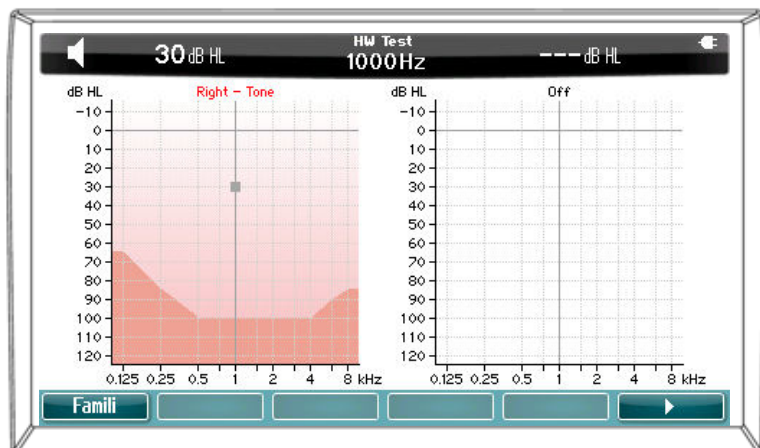 30 dB HL
HW Test
1000Hz
--- dB HL
dB HL
Right - Tone
-10
0
10
20
30
40
50
60
70
80
90
100
110
120
0.125 0.25 0.5 1 2 4 8 kHz
dB HL
Off
-10
0
10
20
30
40
50
60
70
80
90
100
110
120
0.125 0.25 0.5 1 2 4 8 kHz
Famili